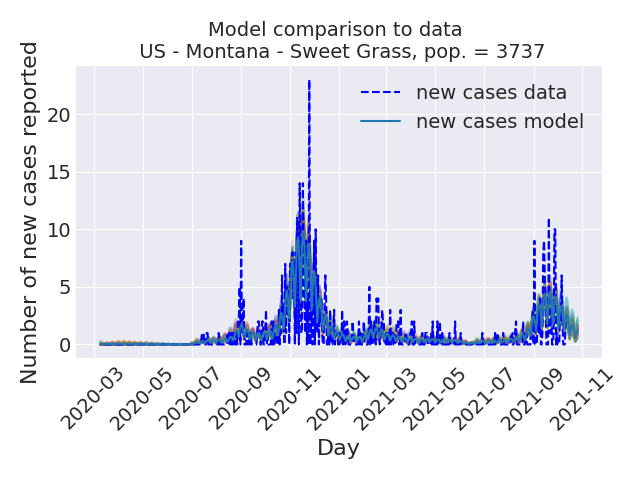 Model comparison to data
US - Montana - Sweet Grass, pop. = 3737
Number of new cases reported
20
15
10
5
0
new cases data
new cases model
2020-03
2020-05
2020-07
2020-09
2020-11
2021-01
2021-03
2021-05
2021-07
2021-09
2021-11
Day